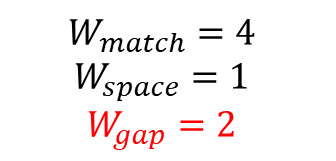 W_match = 4
W_space = 1
W_gap = 2